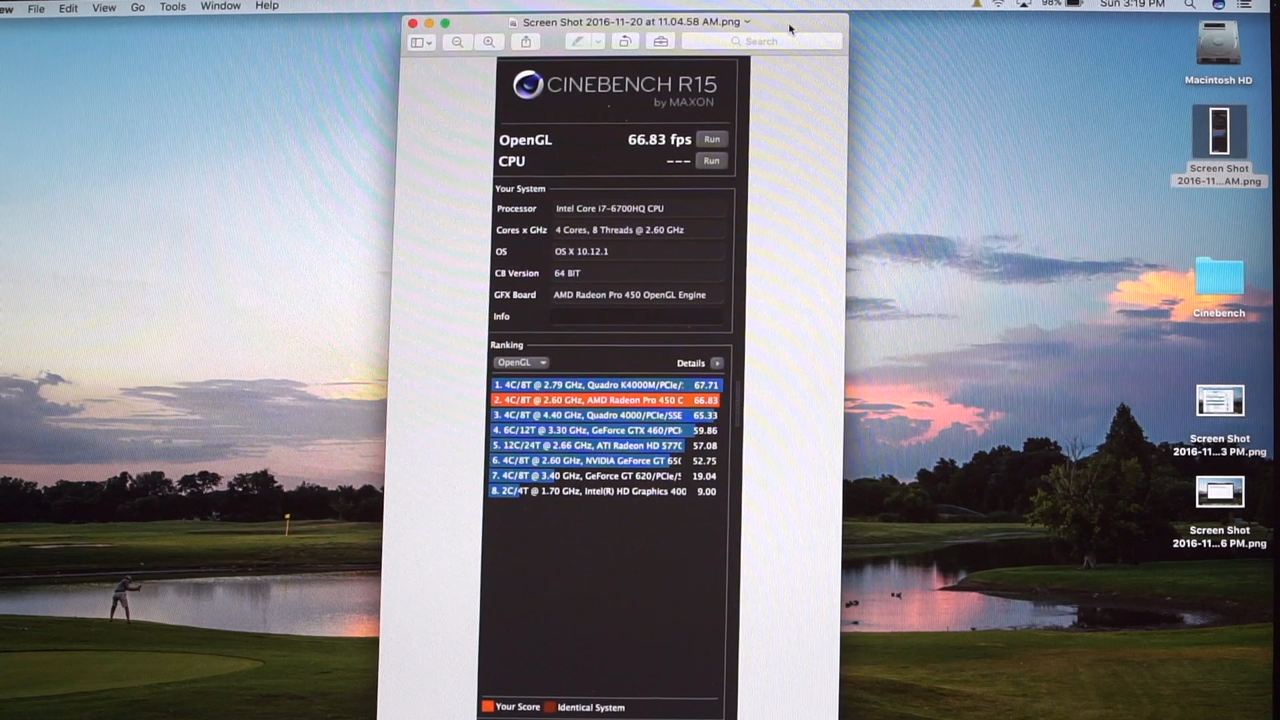 File Edit View Go Tools Window Help
98% Sun 3:19 PM
Screen Shot 2016-11-20 at 11.04.58 AM.png
Search
CINEBENCH R15
by MAXON
OpenGL 66.83 fps Run
CPU --- Run
Your System
Processor Intel Core i7-6700HQ CPU
Cores x GHz 4 Cores, 8 Threads @ 2.60 GHz
OS OS X 10.12.1
CB Version 64 BIT
GFX Board AMD Radeon Pro 450 OpenGL Engine
Info
Ranking
OpenGL Details
1. 4C/8T @ 2.79 GHz, Quadro K4000M/PCIe/: 67.71
2. 4C/8T @ 2.60 GHz, AMD Radeon Pro 450 C 66.83
3. 4C/8T @ 4.40 GHz, Quadro 4000/PCIe/SSE 65.33
4. 6C/12T @ 3.30 GHz, GeForce GTX 460/PCI 59.86
5. 12C/24T @ 2.66 GHz, ATI Radeon HD 577( 57.08
6. 4C/8T @ 2.60 GHz, NVIDIA GeForce GT 65( 52.75
7. 4C/8T @ 3.40 GHz, GeForce GT 620/PCIe/: 19.04
8. 2C/4T @ 1.70 GHz, Intel(R) HD Graphics 400 9.00
Your Score Identical System
Macintosh HD
Screen Shot
2016-11...AM.png
Cinebench
Screen Shot
2016-11...3 PM.png
Screen Shot
2016-11...6 PM.png